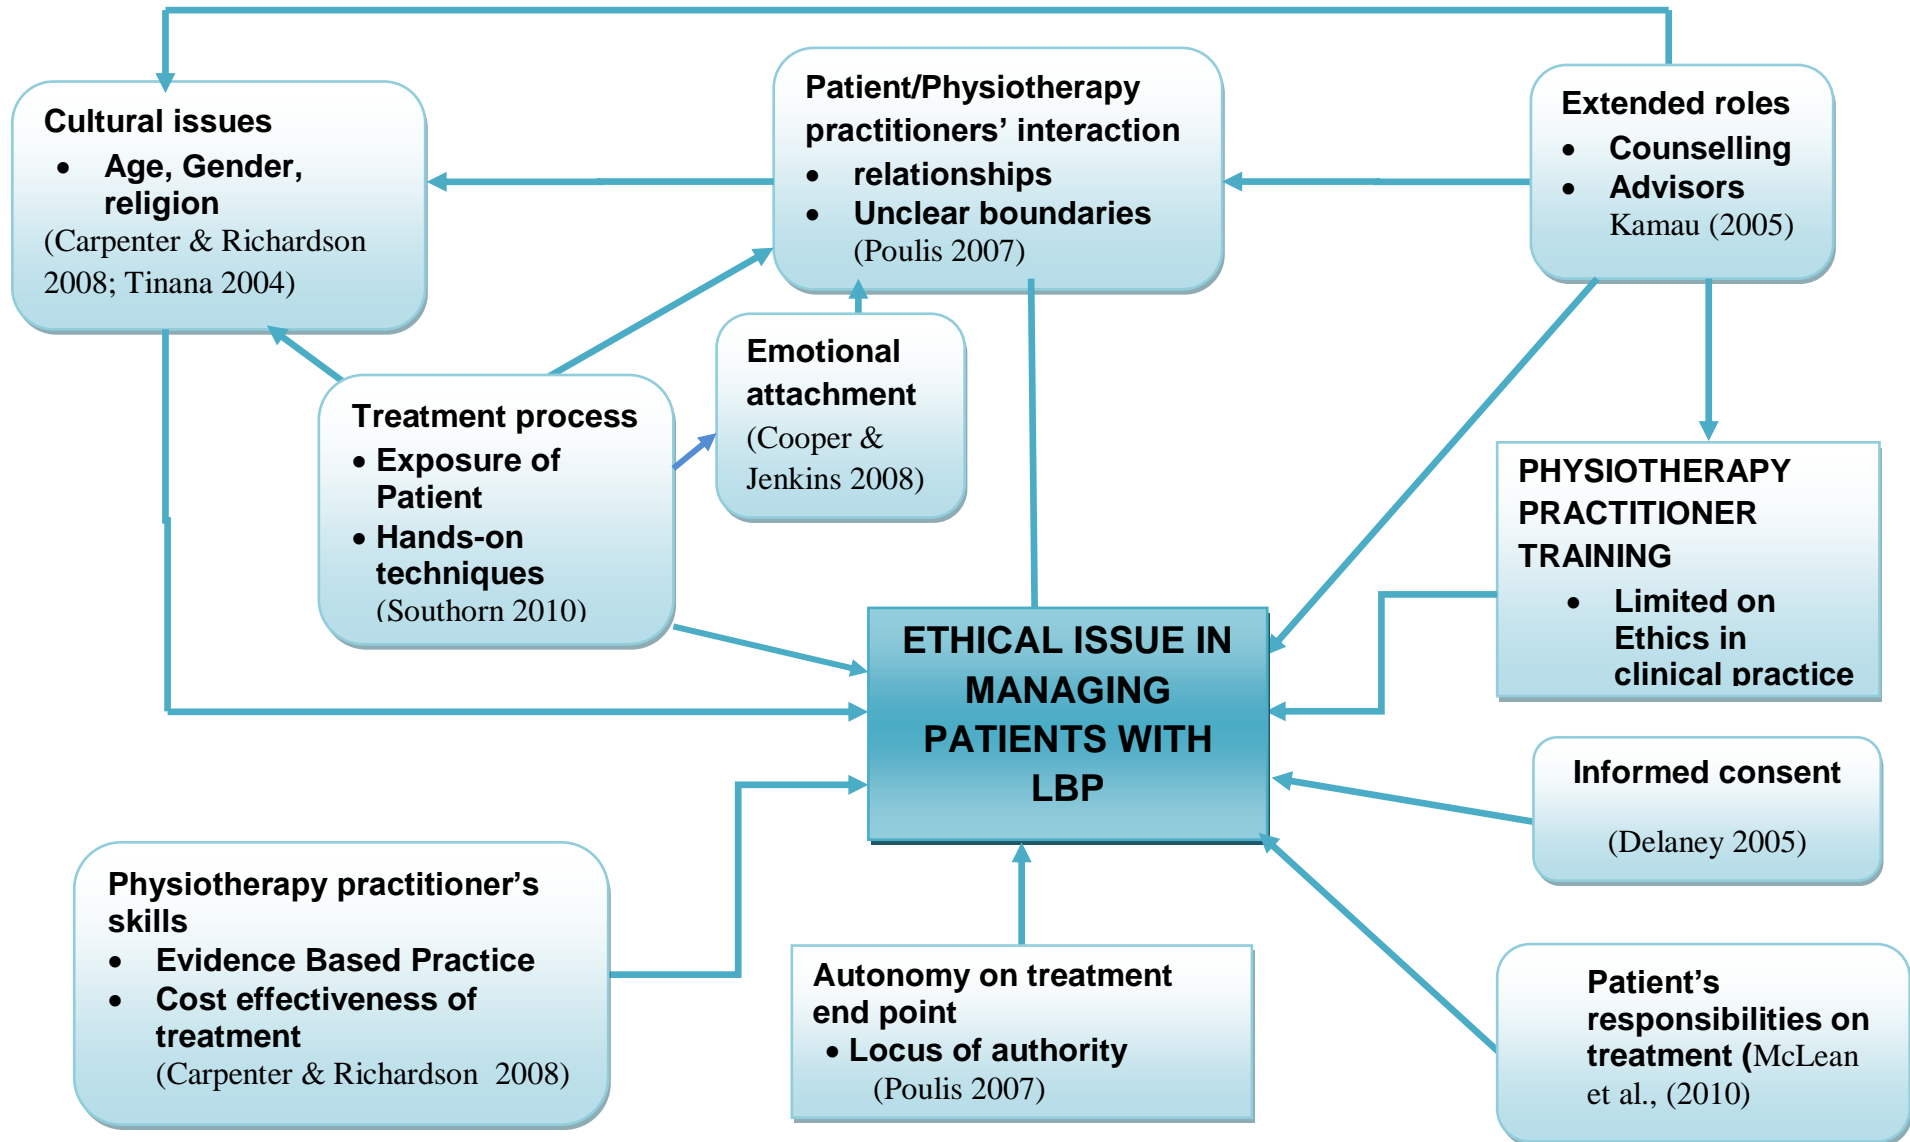 Cultural issues
• Age, Gender,
religion
(Carpenter & Richardson
2008; Tinana 2004)
Patient/Physiotherapy
practitioners’ interaction
• relationships
• Unclear boundaries
(Poulis 2007)
Extended roles
• Counselling
• Advisors
Kamau (2005)
Emotional
attachment
(Cooper &
Jenkins 2008)
Treatment process
• Exposure of
Patient
• Hands-on
techniques
(Southorn 2010)
PHYSIOTHERAPY
PRACTITIONER
TRAINING
• Limited on
Ethics in
clinical practice
ETHICAL ISSUE IN
MANAGING
PATIENTS WITH
LBP
Informed consent
(Delaney 2005)
Physiotherapy practitioner’s
skills
• Evidence Based Practice
• Cost effectiveness of
treatment
(Carpenter & Richardson 2008)
Autonomy on treatment
end point
• Locus of authority
(Poulis 2007)
Patient’s
responsibilities on
treatment (McLean
et al., (2010)